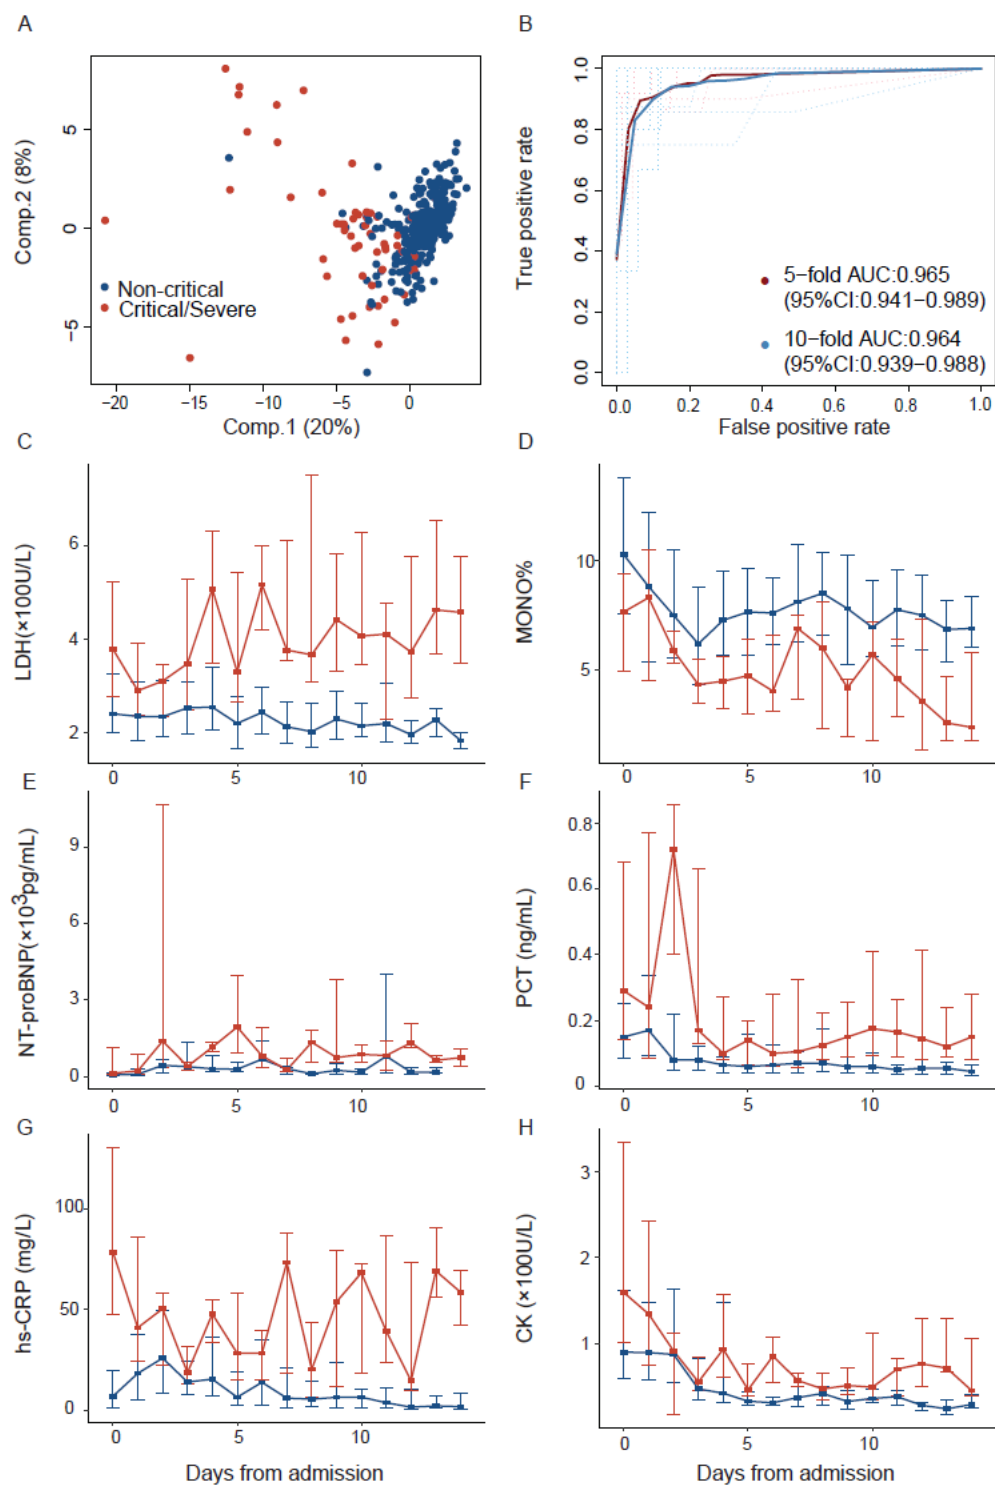 A
B
Comp.2 (8%)
5
0
−5
Non-critical
Critical/Severe
−20
−15
−10
−5
0
Comp.1 (20%)
True positive rate
1.0
0.8
0.6
0.4
0.2
0.0
5-fold AUC:0.965
(95%CI:0.941−0.989)
10−fold AUC:0.964
(95%CI:0.939−0.988)
0.0
0.2
0.4
0.6
0.8
1.0
False positive rate
C
D
LDH(×100U/L)
6
4
2
0
5
10
MONO%
10
5
0
5
10
E
F
NT-proBNP(×10³pg/mL)
9
6
3
0
0
5
10
PCT (ng/mL)
0.8
0.6
0.4
0.2
0
0
5
10
G
H
hs-CRP (mg/L)
100
50
0
0
5
10
Days from admission
CK (×100U/L)
3
2
1
0
5
10
Days from admission